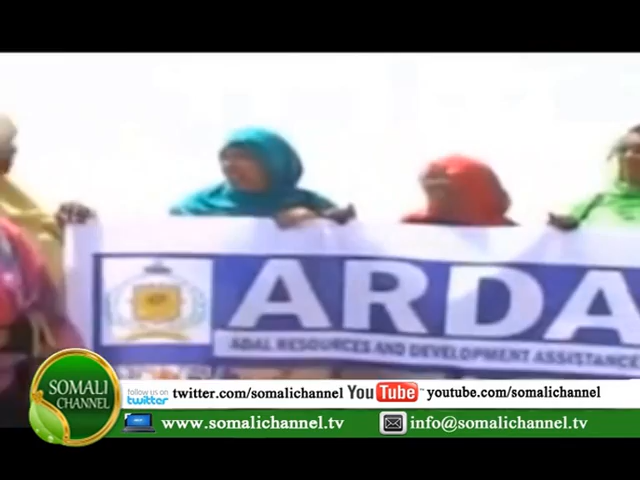 ARDA
ADAL RESOURCES AND DEVELOPMENT ASSISTANCE
SOMALI
CHANNEL
follow us on
twitter
twitter.com/somalichannel
YouTube
youtube.com/somalichannel
www.somalichannel.tv
info@somalichannel.tv